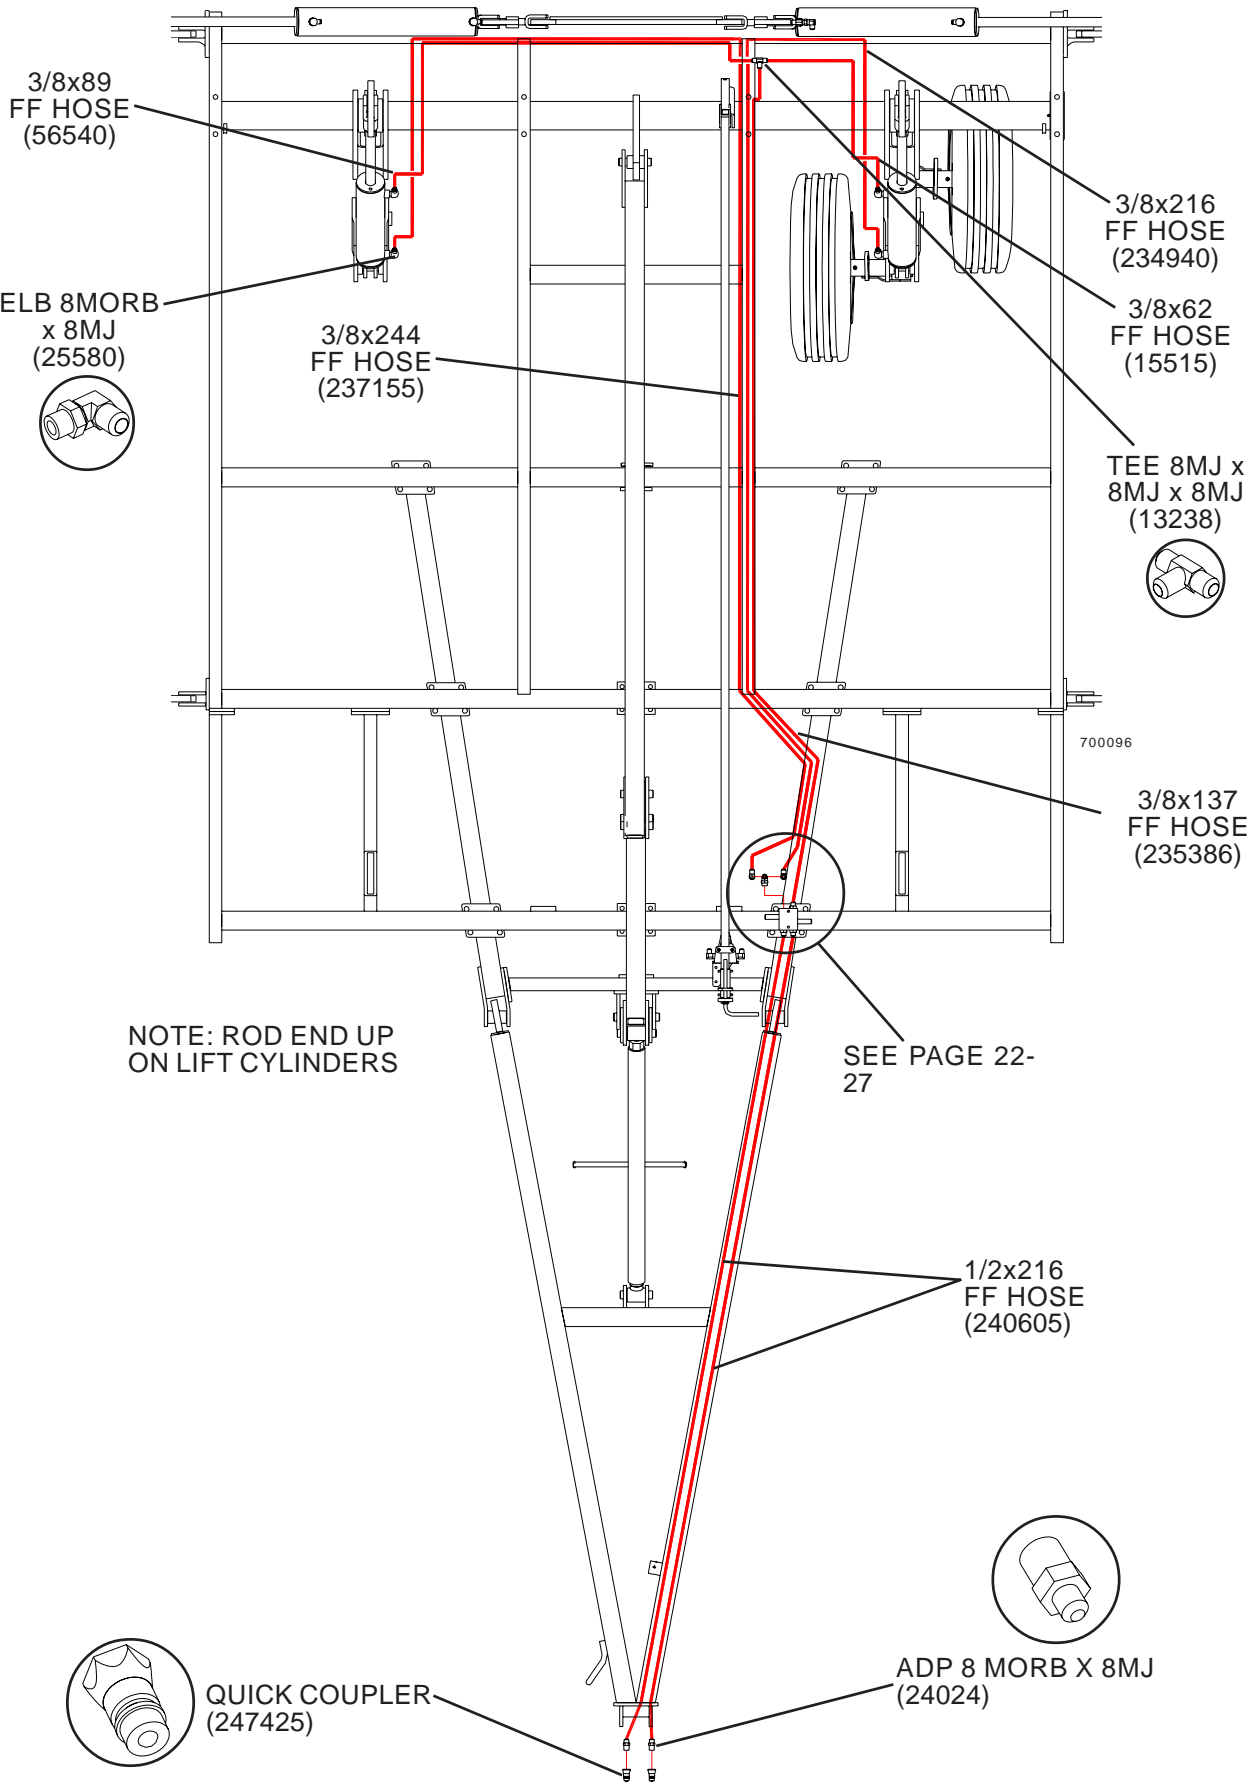 3/8x89
FF HOSE
(56540)
3/8x216
FF HOSE
(234940)
ELB 8MORB
x 8MJ
(25580)
3/8x244
FF HOSE
(237155)
3/8x62
FF HOSE
(15515)
TEE 8MJ x
8MJ x 8MJ
(13238)
700096
3/8x137
FF HOSE
(235386)
NOTE: ROD END UP
ON LIFT CYLINDERS
SEE PAGE 22-
27
1/2x216
FF HOSE
(240605)
ADP 8 MORB X 8MJ
(24024)
QUICK COUPLER
(247425)